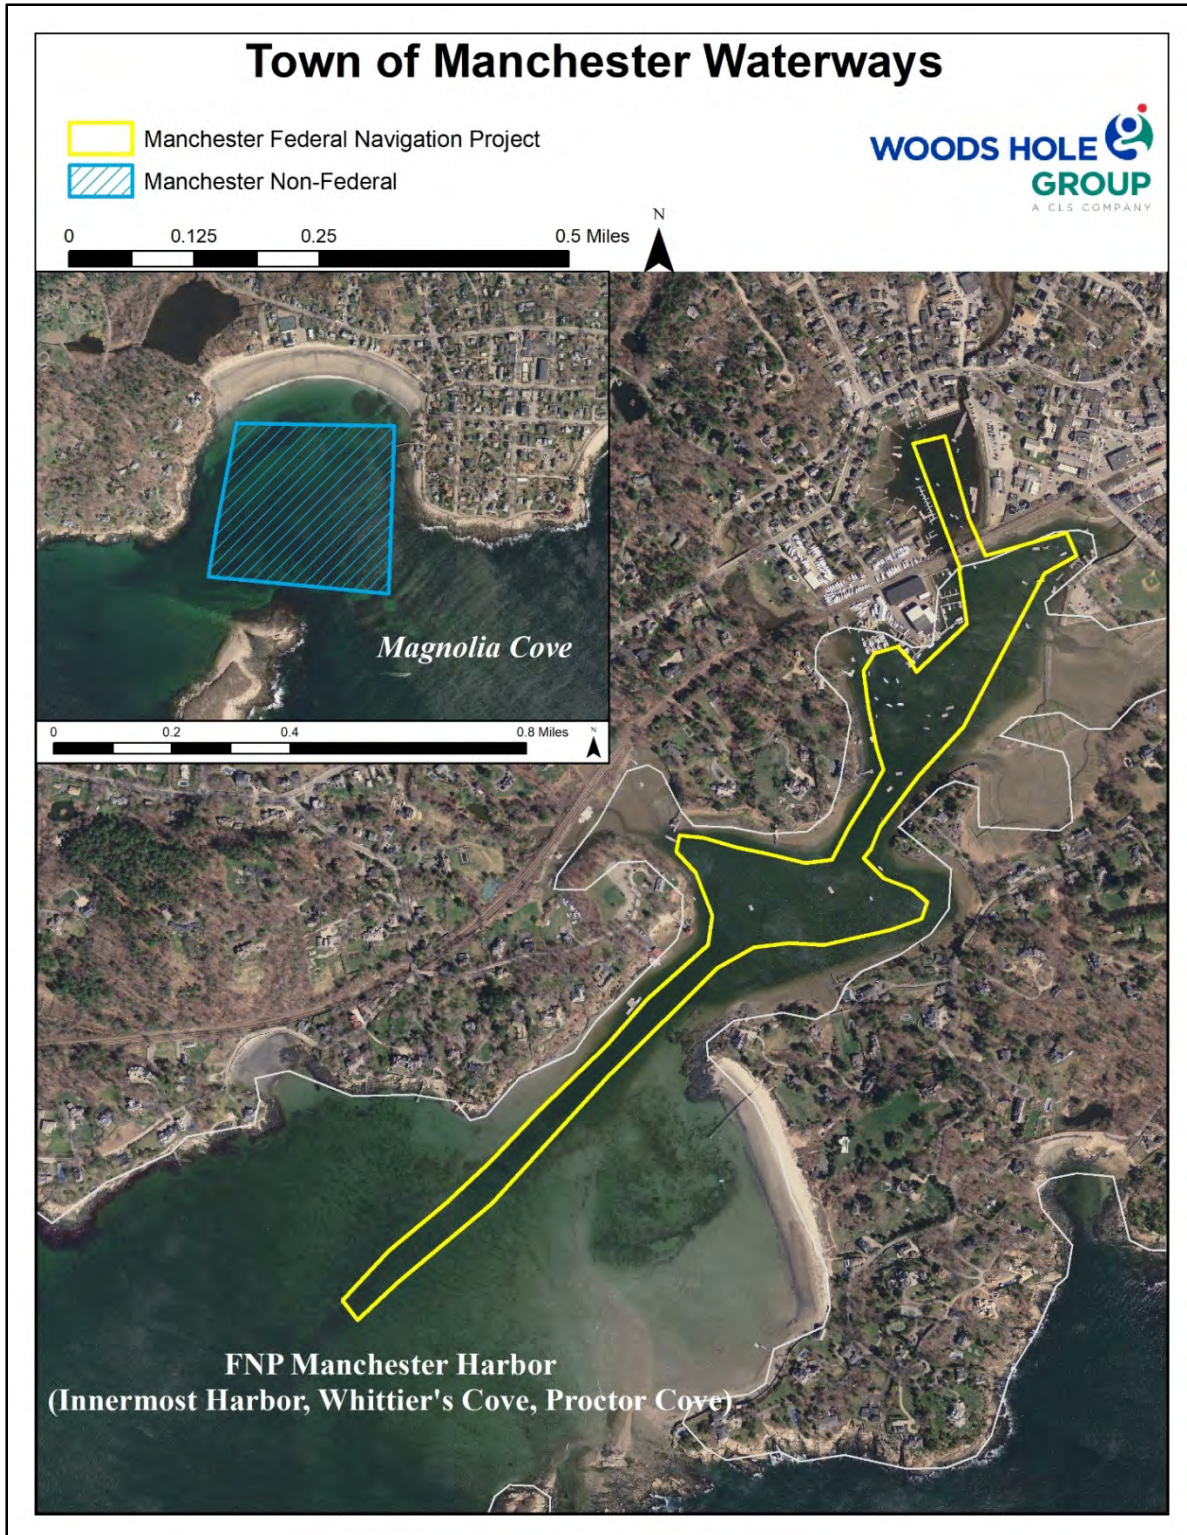 Town of Manchester Waterways
Manchester Federal Navigation Project
Manchester Non-Federal
WOODS HOLE
GROUP
A CLS COMPANY
N
0 0.125 0.25 0.5 Miles
Magnolia Cove
0 0.2 0.4 0.8 Miles
N
FNP Manchester Harbor
(Innermost Harbor, Whittier's Cove, Proctor Cove)